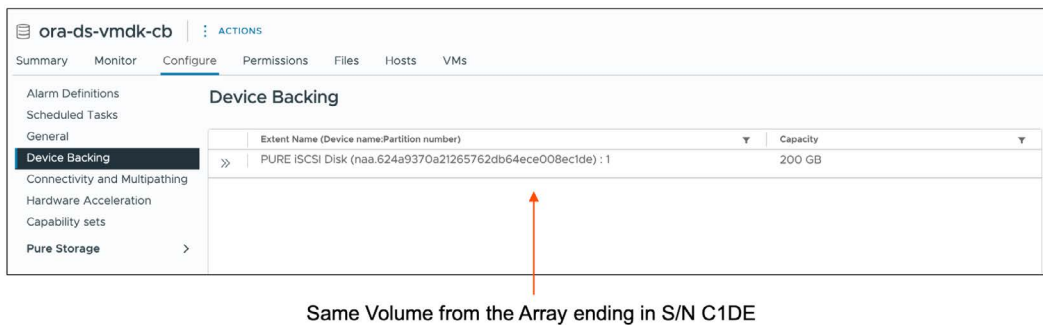 ora-ds-vmdk-cb
ACTIONS
Summary Monitor Configure Permissions Files Hosts VMs
Alarm Definitions
Scheduled Tasks
General
Device Backing
Connectivity and Multipathing
Hardware Acceleration
Capability sets
Pure Storage
Device Backing
Extent Name (Device name:Partition number) Capacity
PURE iSCSI Disk (naa.624a9370a21265762db64ece008ec1de) : 1 200 GB
Same Volume from the Array ending in S/N C1DE